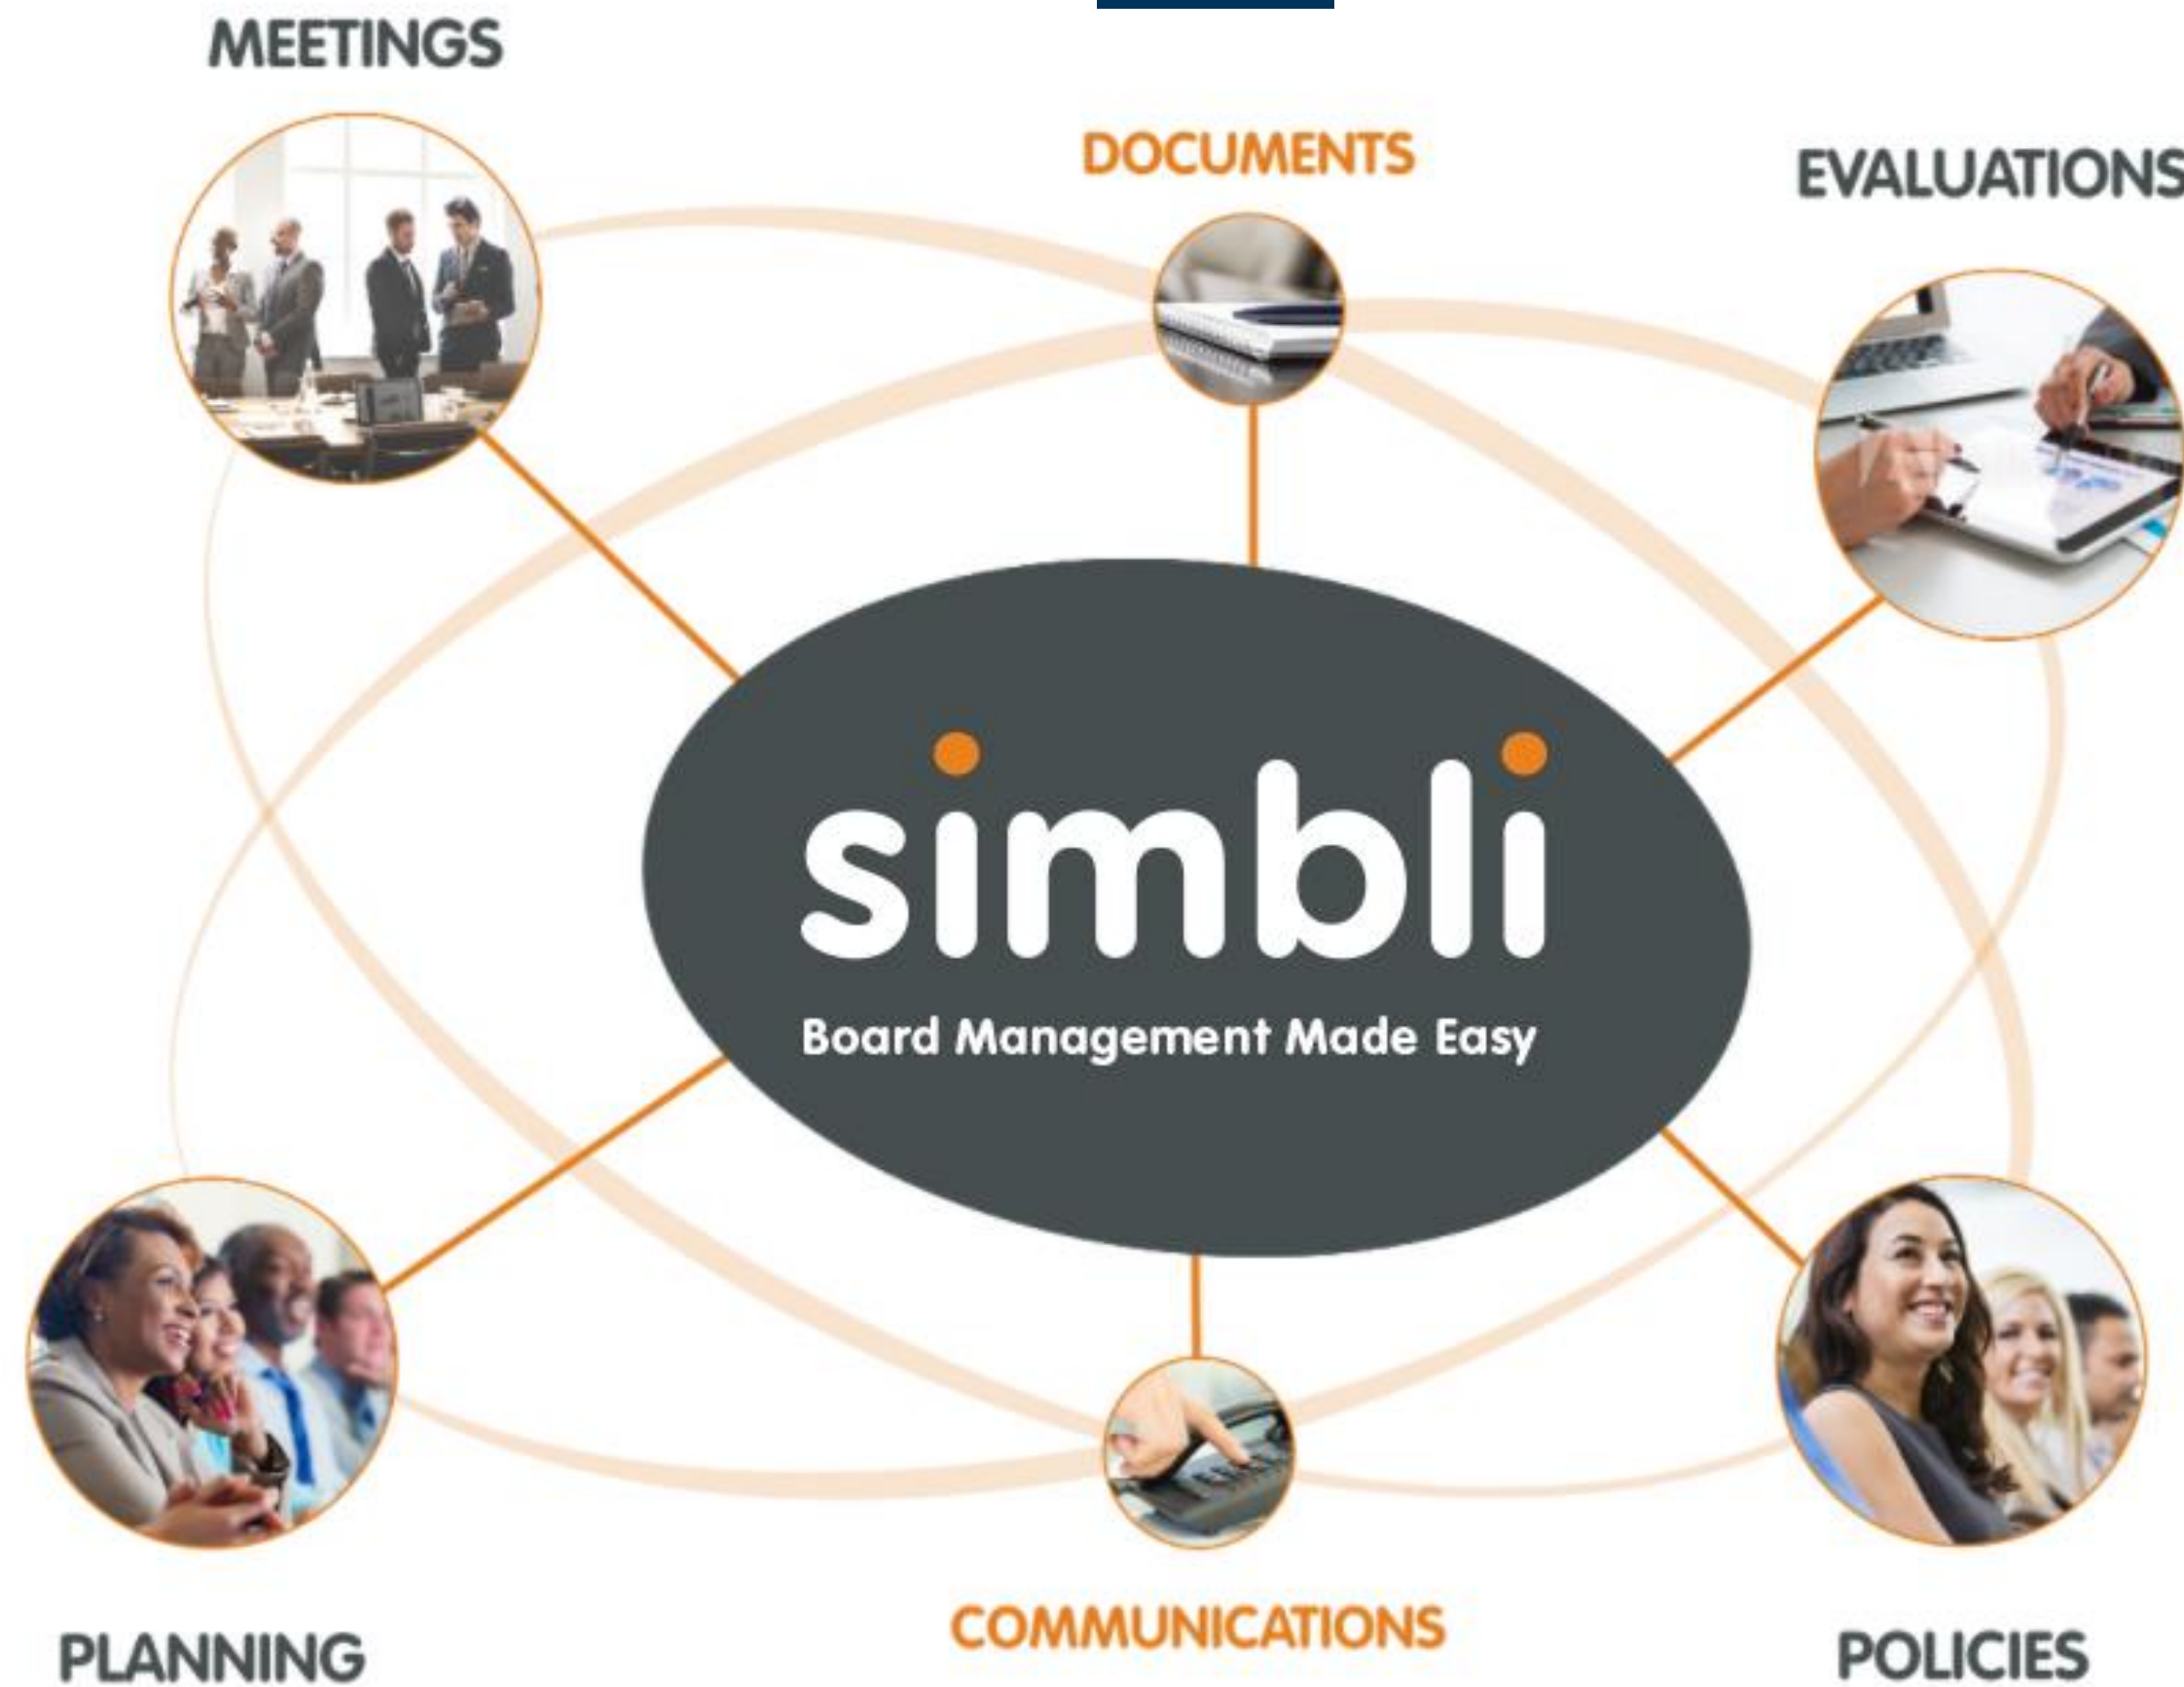 MEETINGS
DOCUMENTS
EVALUATIONS
simbli
Board Management Made Easy
PLANNING
COMMUNICATIONS
POLICIES